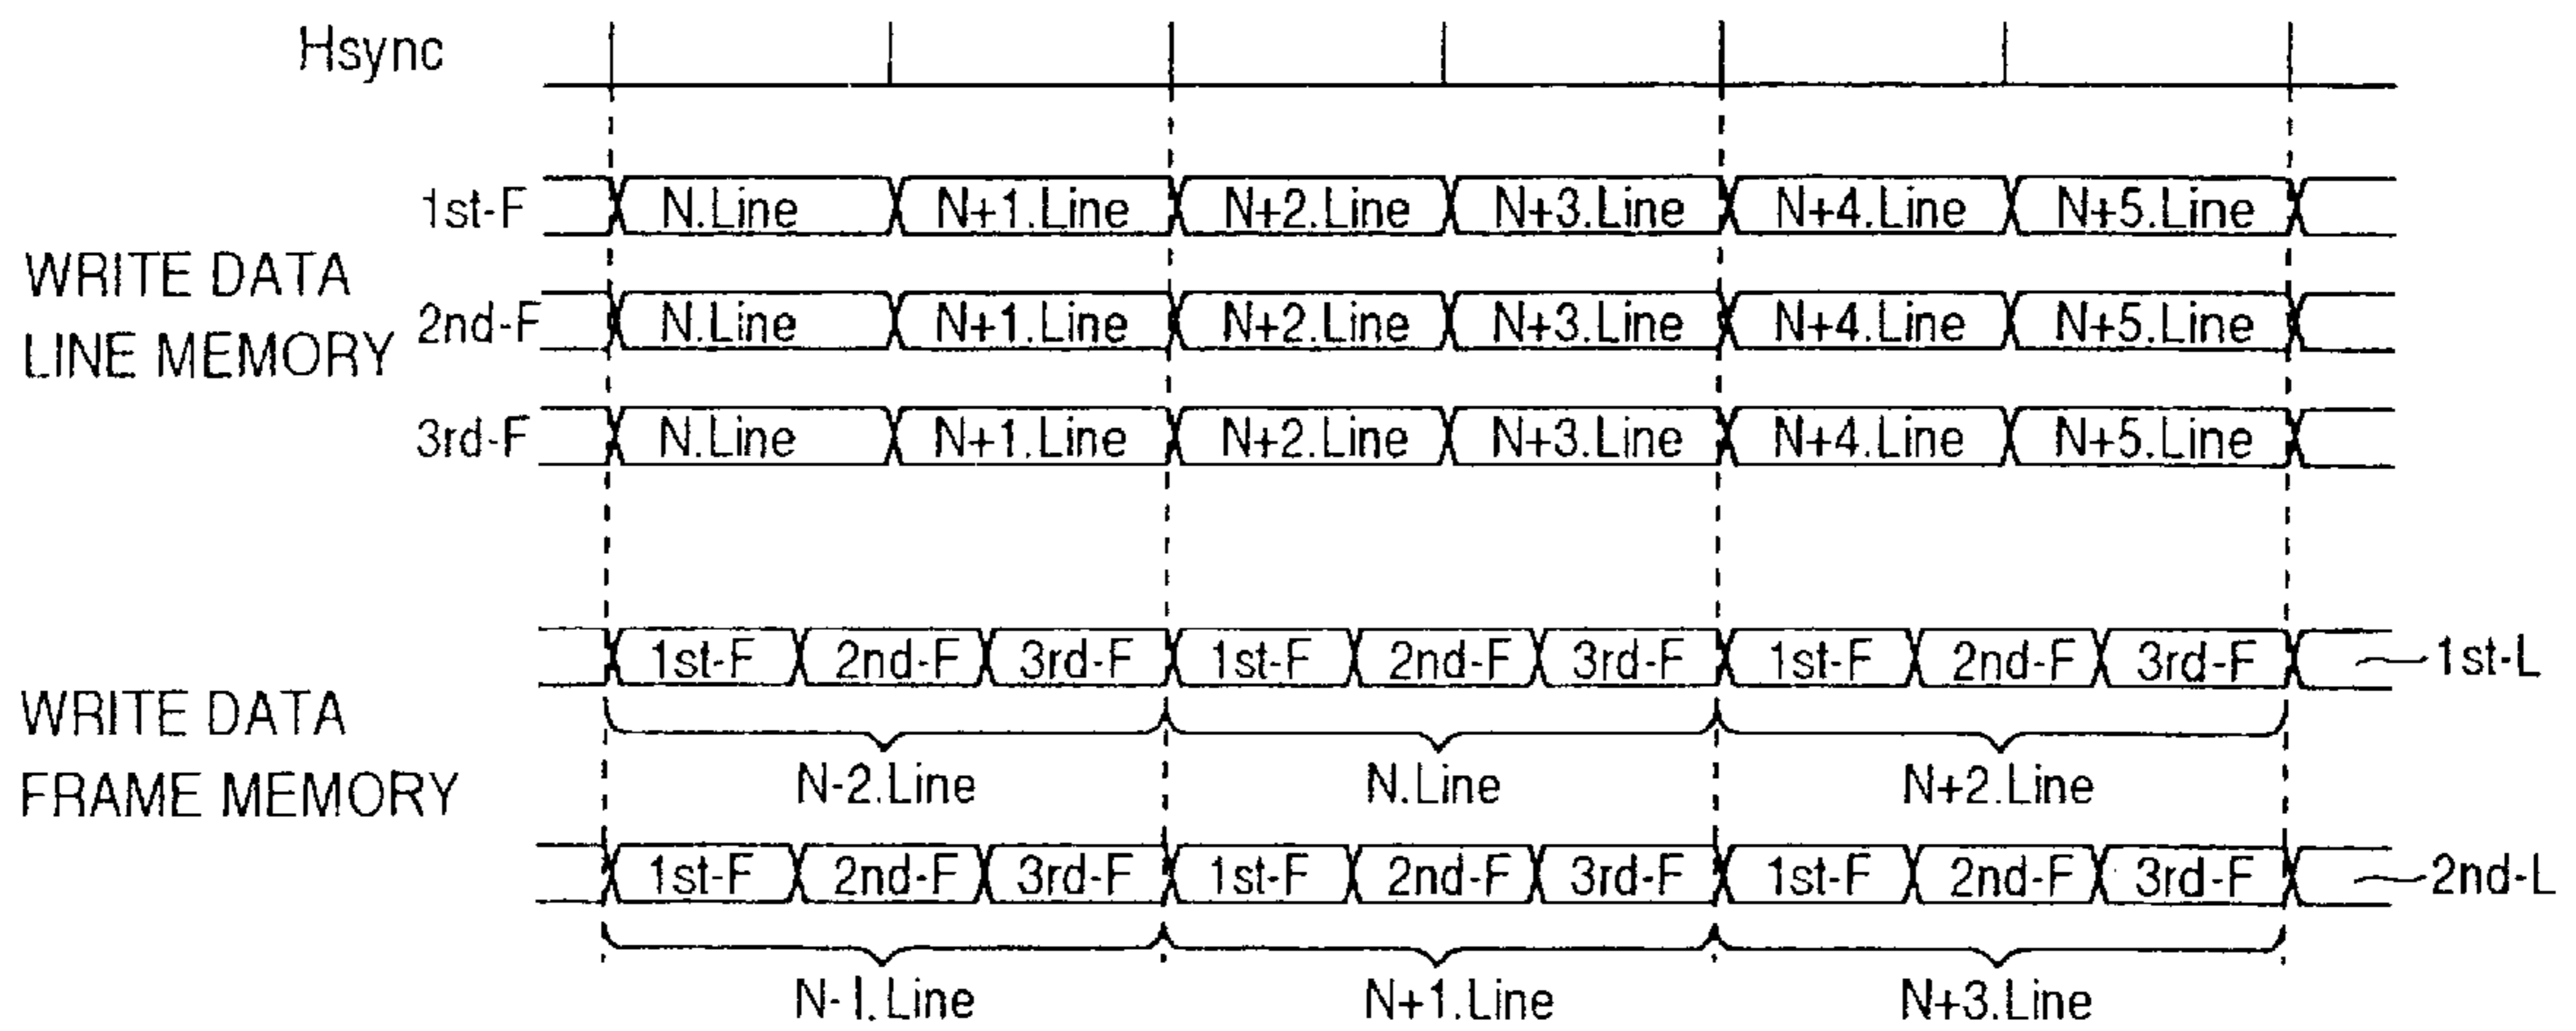 Hsync
1st-F N.Line N+1.Line N+2.Line N+3.Line N+4.Line N+5.Line
WRITE DATA
LINE MEMORY
2nd-F N.Line N+1.Line N+2.Line N+3.Line N+4.Line N+5.Line
3rd-F N.Line N+1.Line N+2.Line N+3.Line N+4.Line N+5.Line
1st-F 2nd-F 3rd-F 1st-F 2nd-F 3rd-F 1st-F 2nd-F 3rd-F 1st-L
WRITE DATA
FRAME MEMORY
N-2.Line N.Line N+2.Line
1st-F 2nd-F 3rd-F 1st-F 2nd-F 3rd-F 1st-F 2nd-F 3rd-F 2nd-L
N-1.Line N+1.Line N+3.Line